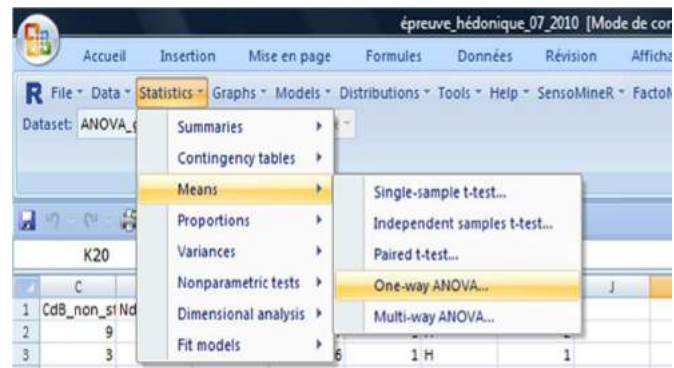 épreuve_hédonique_07_2010 [Mode de con
Accueil Insertion Mise en page Formules Données Révision Afficha
R File Data Statistics Graphs Models Distributions Tools Help SensoMineR Facto
Dataset: ANOVA_
Summaries
Contingency tables
Means
Proportions
Variances
Nonparametric tests
Dimensional analysis
Fit models
Single-sample t-test...
Independent samples t-test...
Paired t-test...
One-way ANOVA...
Multi-way ANOVA...
K20
C J
1 CdB_non_st Nd
2 9
3 3 6 1 H 1